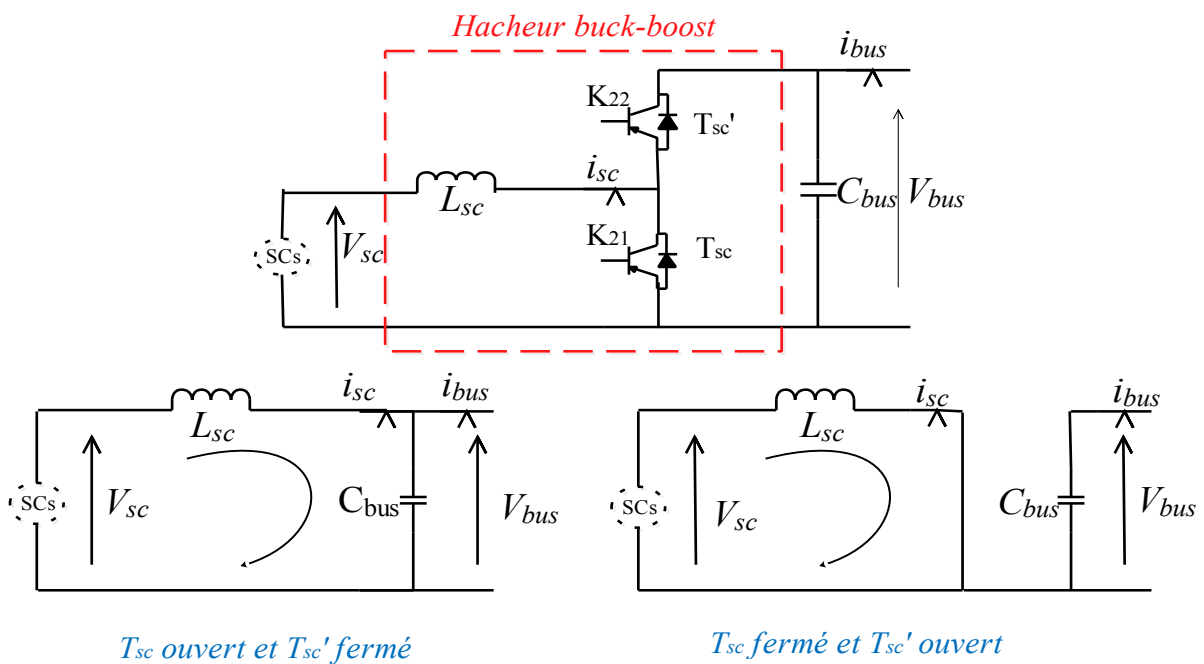 Hacheur buck-boost
ibus
K22
Tsc'
isc
Lsc
Cbus
Vbus
K21
Tsc
Vsc
SCs
isc
ibus
Lsc
SCs
Vsc
Cbus
Vbus
Tsc ouvert et Tsc' fermé
isc
ibus
Lsc
SCs
Vsc
Cbus
Vbus
Tsc fermé et Tsc' ouvert